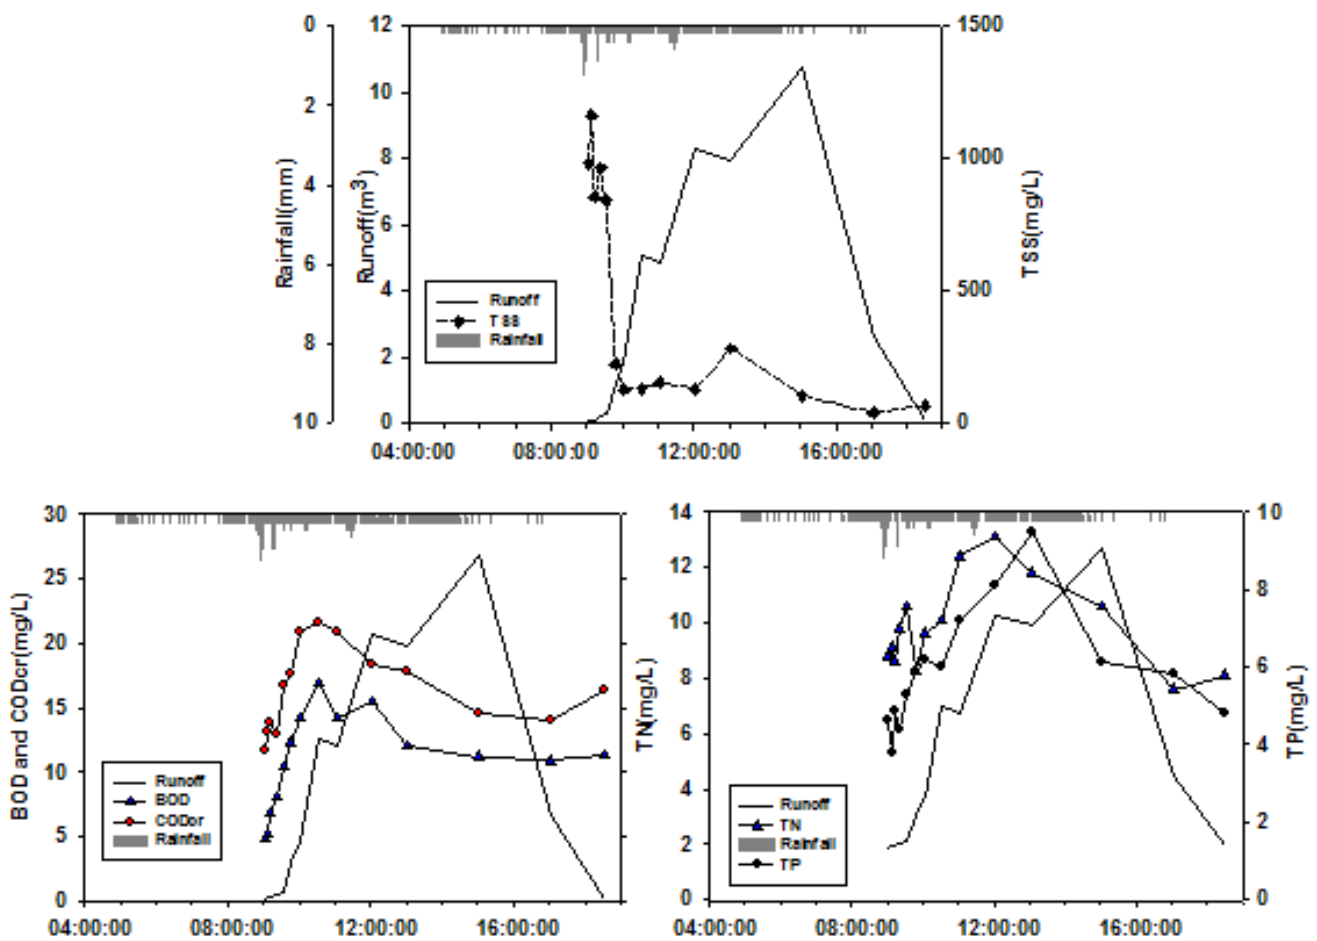 0
2
4
6
8
10
Rainfall(mm)
12
10
8
6
4
2
0
Runoff(m³)
1500
1000
500
0
TSS(mg/L)
Runoff
TSS
Rainfall
04:00:00 08:00:00 12:00:00 16:00:00
30
25
20
15
10
5
0
BOD and CODcr(mg/L)
Runoff
BOD
CODcr
Rainfall
04:00:00 08:00:00 12:00:00 16:00:00
14
12
10
8
6
4
2
0
TN(mg/L)
10
8
6
4
2
0
TP(mg/L)
Runoff
TN
Rainfall
TP
04:00:00 08:00:00 12:00:00 16:00:00